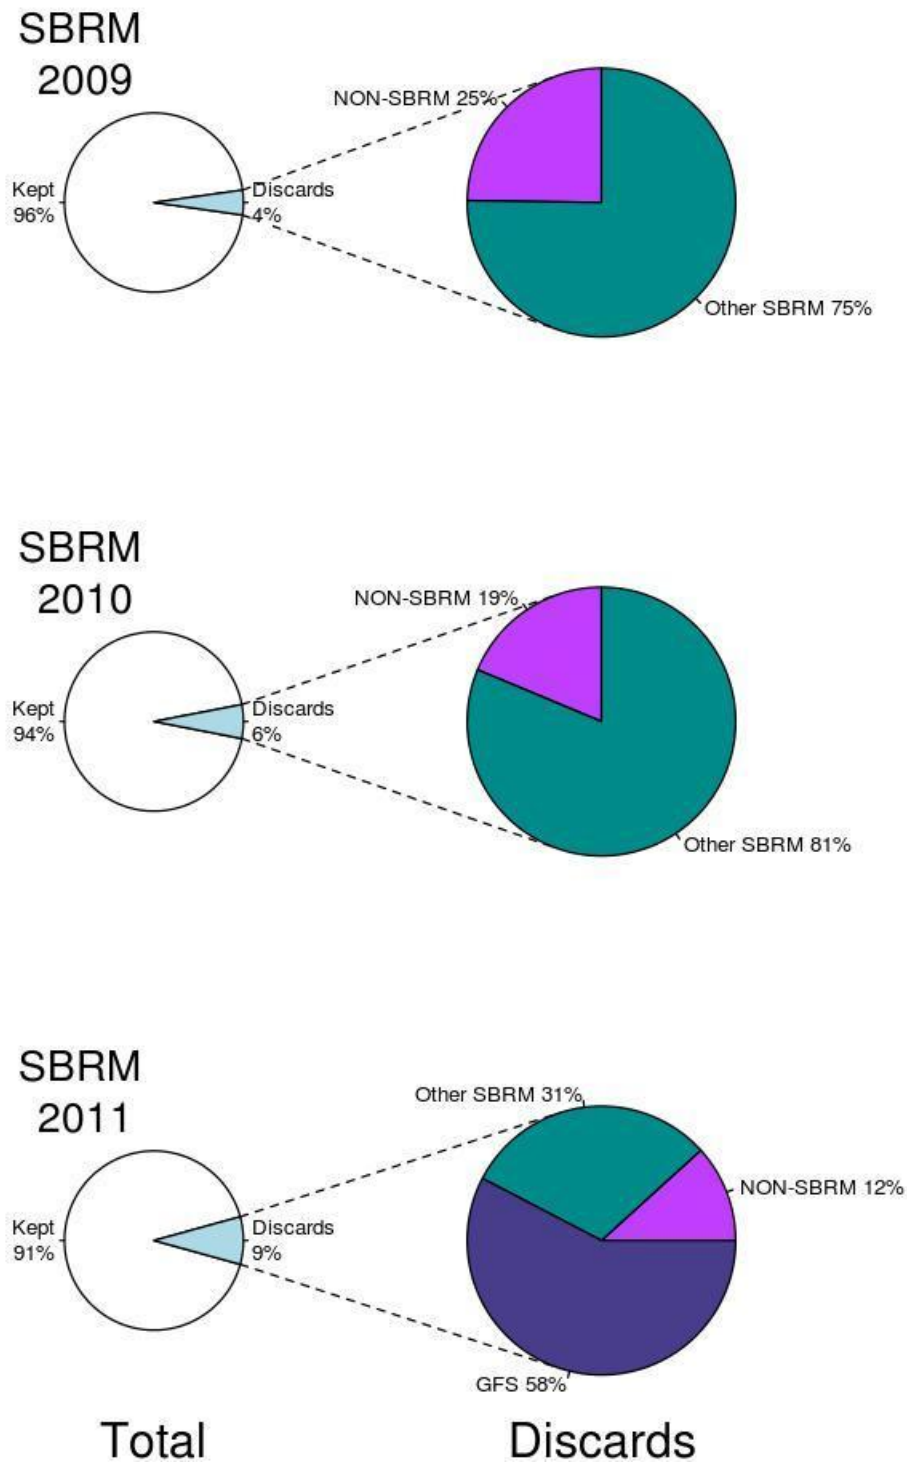 SBRM
2009
NON-SBRM 25%
Kept
96%
Discards
4%
Other SBRM 75%
SBRM
2010
NON-SBRM 19%
Kept
94%
Discards
6%
Other SBRM 81%
SBRM
2011
Other SBRM 31%
NON-SBRM 12%
Kept
91%
Discards
9%
GFS 58%
Total
Discards